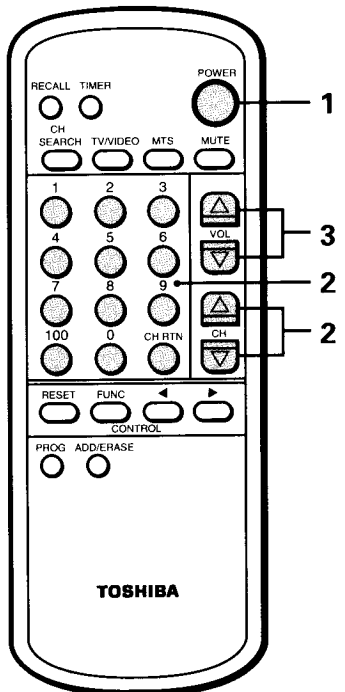 POWER
RECALL TIMER
1
CH
SEARCH TV/VIDEO MTS MUTE
1 2 3
VOL
3
4 5 6
7 8 9
2
CH
2
100 0 CH RTN
RESET FUNC ◄ ►
CONTROL
PROG ADD/ERASE
TOSHIBA